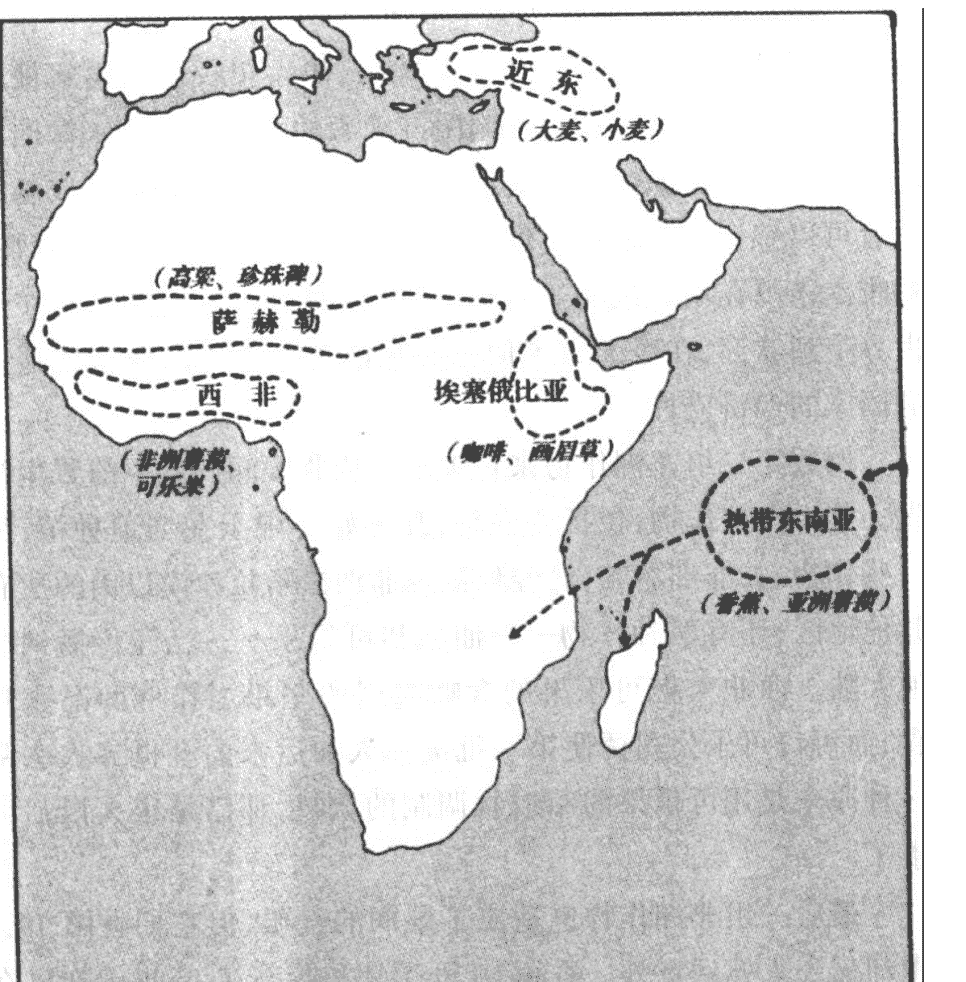 近 东
(大麦、小麦)
(高粱、珍珠稗)
萨 赫 勒
西 非
埃塞俄比亚
(咖啡、画眉草)
(非洲薯蓣、
可乐果)
热带东南亚
(香蕉、亚洲薯蓣)